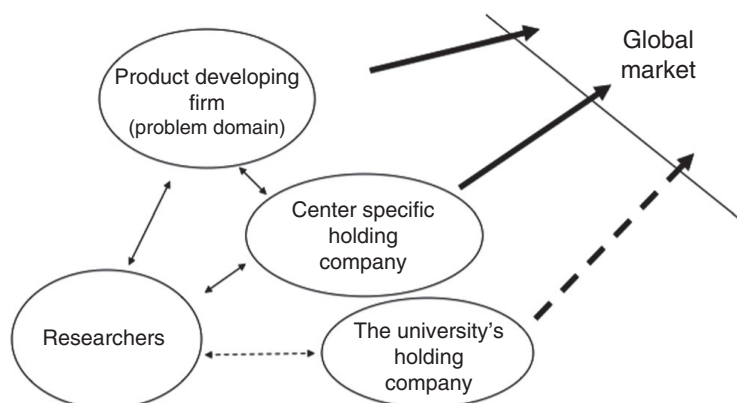 Global
market
Product developing
firm
(problem domain)
Center specific
holding
company
Researchers
The university’s
holding
company